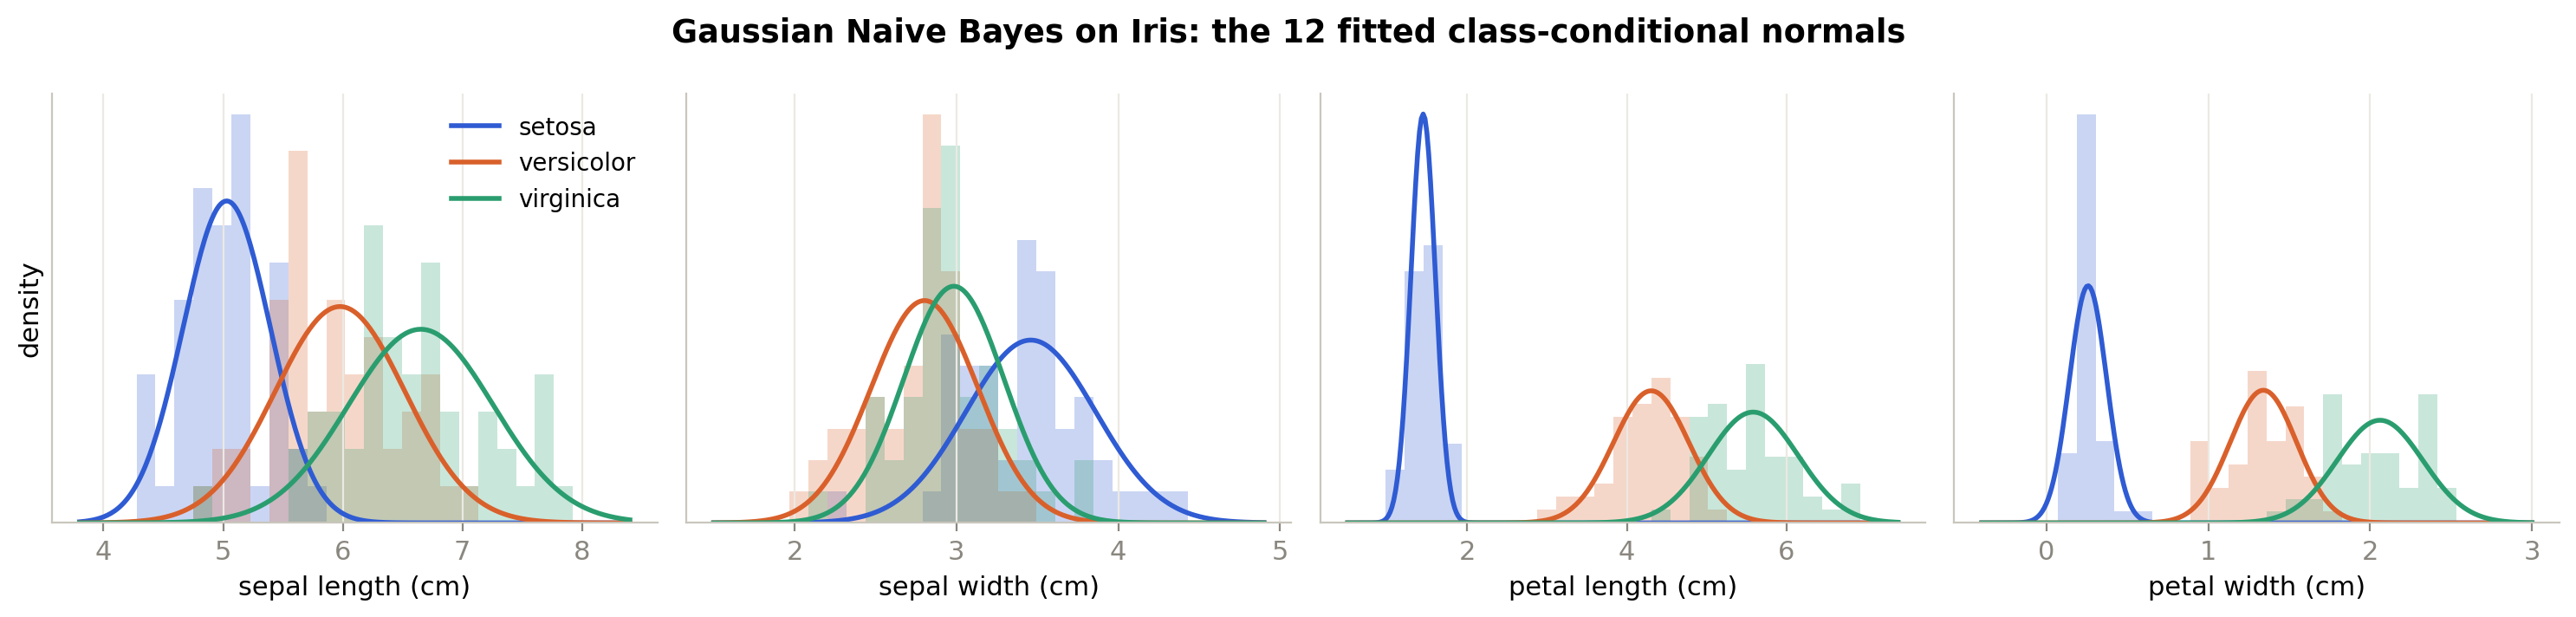 Gaussian Naive Bayes on Iris: the 12 fitted class-conditional normals
setosa
versicolor
virginica
density
4 5 6 7 8
sepal length (cm)
2 3 4 5
sepal width (cm)
2 4 6
petal length (cm)
0 1 2 3
petal width (cm)